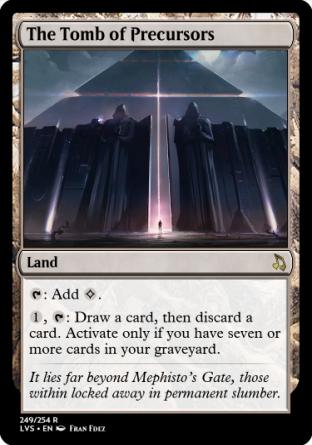 The Tomb of Precursors
Land
: Add .
1, : Draw a card, then discard a
card. Activate only if you have seven or
more cards in your graveyard.
It lies far beyond Mephisto's Gate, those
within locked away in permanent slumber.
249/254 R
LVS • EN Fran Fdez